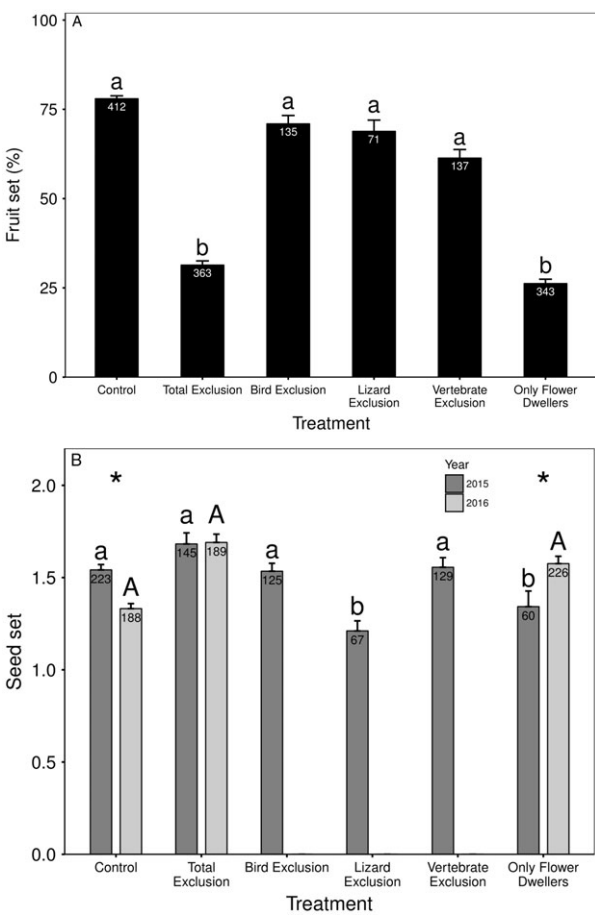 A
100
75
50
25
0
Fruit set (%)
a
412
b
363
a
135
a
71
a
137
b
343
Control
Total Exclusion
Bird Exclusion
Lizard
Exclusion
Vertebrate
Exclusion
Only Flower
Dwellers
Treatment
B
Year
2015
2016
2.0
1.5
1.0
0.5
0.0
Seed set
*
*
a
223
A
188
a
145
A
189
a
125
b
67
a
129
b
60
A
226
Control
Total
Exclusion
Bird Exclusion
Lizard
Exclusion
Vertebrate
Exclusion
Only Flower
Dwellers
Treatment